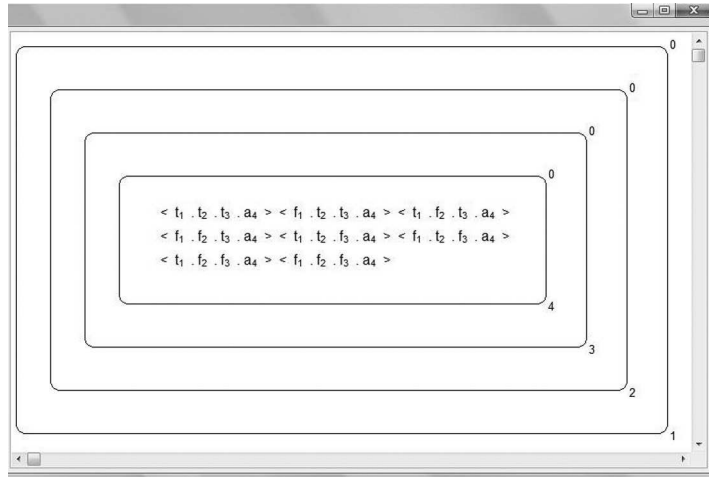 0
0
0
0
< t₁ . t₂ . t₃ . a₄ > < f₁ . t₂ . t₃ . a₄ > < t₁ . f₂ . t₃ . a₄ >
< f₁ . f₂ . t₃ . a₄ > < t₁ . t₂ . f₃ . a₄ > < f₁ . t₂ . f₃ . a₄ >
< t₁ . f₂ . f₃ . a₄ > < f₁ . f₂ . f₃ . a₄ >
4
3
2
1